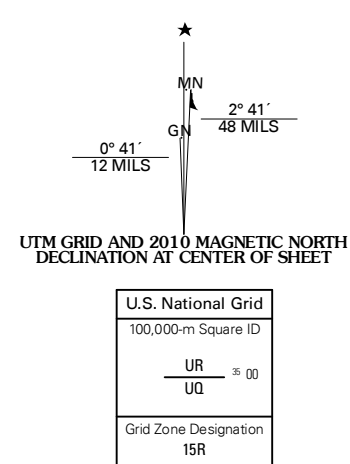 ★
MN
2° 41´
48 MILS
GN
0° 41´
12 MILS
UTM GRID AND 2010 MAGNETIC NORTH
DECLINATION AT CENTER OF SHEET
U.S. National Grid
100,000-m Square ID
UR
35 00
UQ
Grid Zone Designation
15R